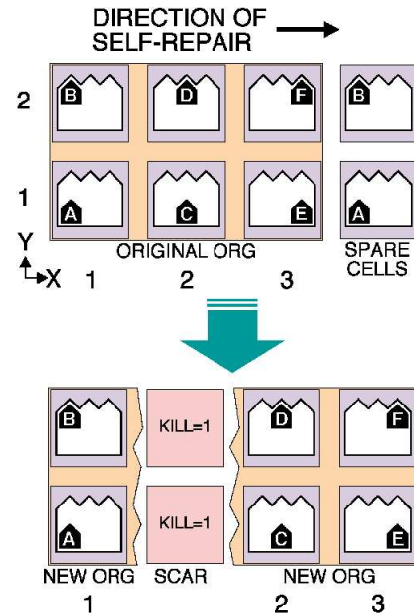 DIRECTION OF
SELF-REPAIR
2 B D F B
1 A C E A
Y
X
ORIGINAL ORG
SPARE
CELLS
1 2 3
B KILL=1 D F
A KILL=1 C E
NEW ORG SCAR NEW ORG
1 2 3